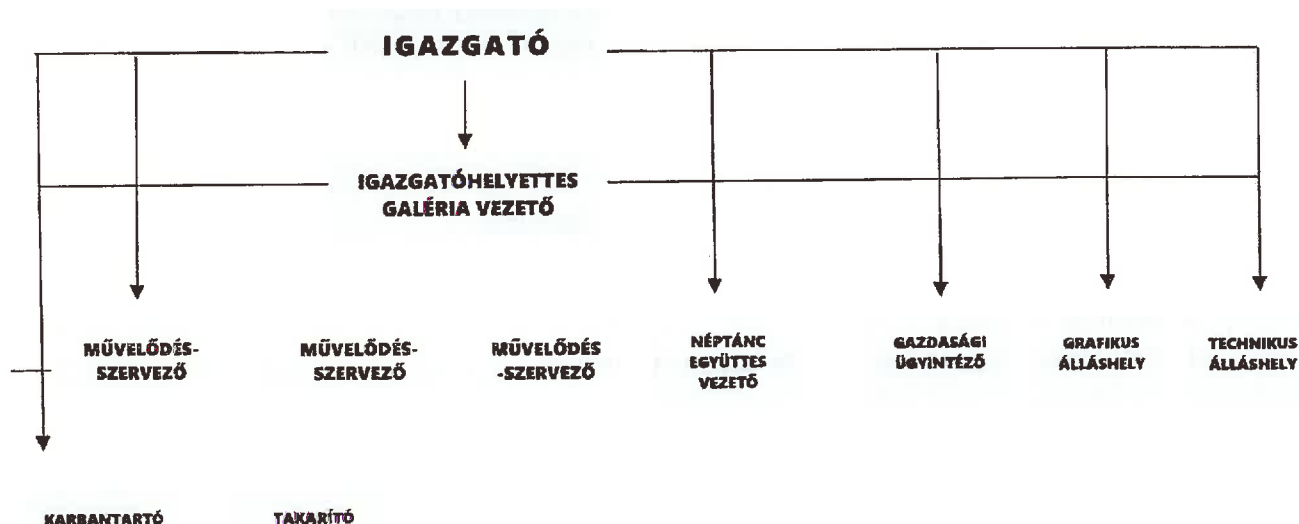 IGAZGATÓ
IGAZGATÓHELYETTES
GALÉRIA VEZETŐ
MŰVELŐDÉS-
SZERVEZŐ
MŰVELŐDÉS-
SZERVEZŐ
MŰVELŐDÉS
-SZERVEZŐ
NÉPTÁNC
EGYÜTTES
VEZETŐ
GAZDASÁGI
ÜGYINTÉZŐ
GRAFIKUS
ÁLLÁSHELY
TECHNIKUS
ÁLLÁSHELY
KARBANTARTÓ
TAKARÍTÓ